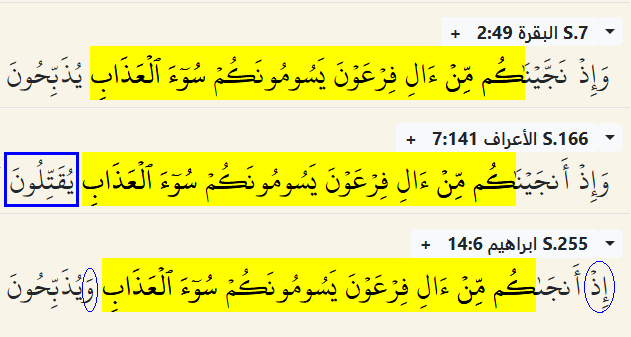 S.7 البقرة 2:49 +
وَإِذْ نَجَّيْنَٰكُم مِّنْ ءَالِ فِرْعَوْنَ يَسُومُونَكُمْ سُوٓءَ ٱلْعَذَابِ يُذَبِّحُونَ
S.166 الأعراف 7:141 +
وَإِذْ أَنجَيْنَٰكُم مِّنْ ءَالِ فِرْعَوْنَ يَسُومُونَكُمْ سُوٓءَ ٱلْعَذَابِ يُقَتِّلُونَ
S.255 ابراهيم 14:6 +
إِذْ أَنجَىٰكُم مِّنْ ءَالِ فِرْعَوْنَ يَسُومُونَكُمْ سُوٓءَ ٱلْعَذَابِ وَيُذَبِّحُونَ